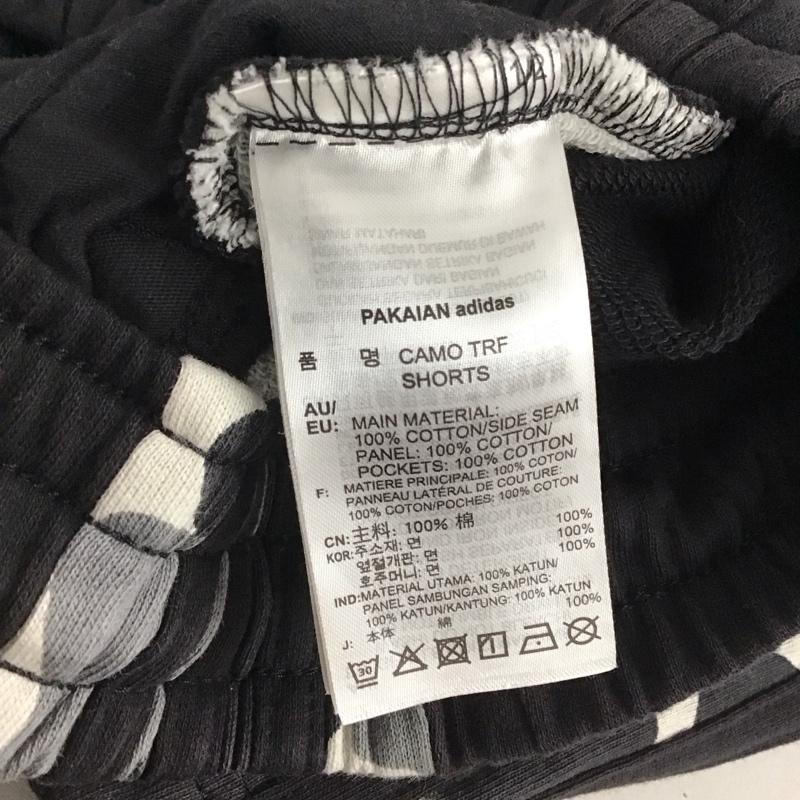 1/2
PAKAIAN adidas
품 명 CAMO TRF
SHORTS
AU/
EU: MAIN MATERIAL:
100% COTTON/SIDE SEAM
PANEL: 100% COTTON/
POCKETS: 100% COTTON
F: MATIERE PRINCIPALE: 100% COTON/
PANNEAU LATÉRAL DE COUTURE:
100% COTON/POCHES: 100% COTON
CN: 主料: 100% 棉
KOR: 주소재: 면 100%
옆절개판: 면 100%
호주머니: 면 100%
IND: MATERIAL UTAMA: 100% KATUN/
PANEL SAMBUNGAN SAMPING:
100% KATUN/KANTUNG: 100% KATUN
J: 本体 綿 100%
30